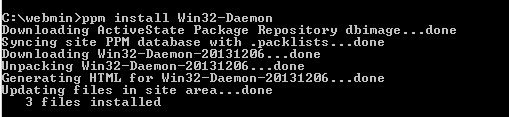 C:\webmin>ppm install Win32-Daemon
Downloading ActiveState Package Repository dbimage...done
Syncing site PPM database with .packlists...done
Downloading Win32-Daemon-20131206...done
Unpacking Win32-Daemon-20131206...done
Generating HTML for Win32-Daemon-20131206...done
Updating files in site area...done
   3 files installed